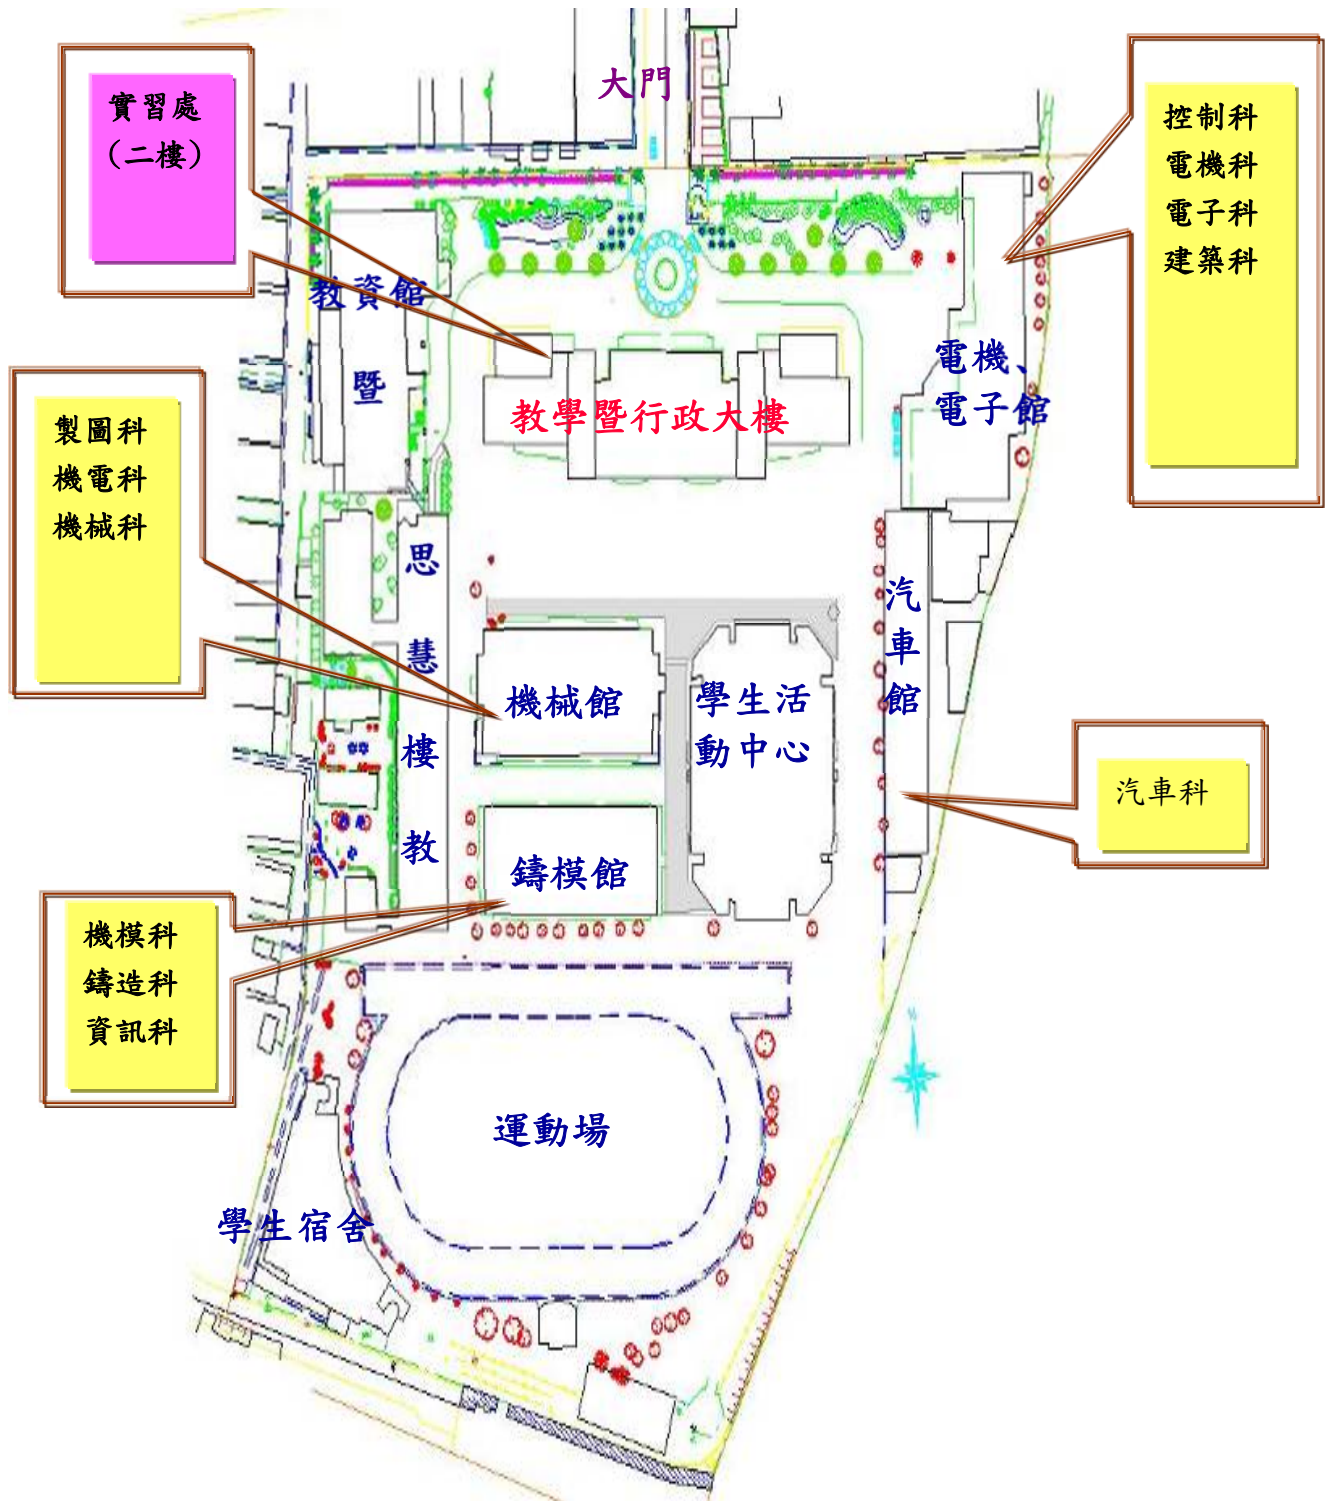 大門
實習處
（二樓）
控制科
電機科
電子科
建築科
教資館
暨
電機、
電子館
教學暨行政大樓
製圖科
機電科
機械科
思
慧
樓
教
汽
車
館
機械館
學生活
動中心
汽車科
鑄模館
機模科
鑄造科
資訊科
運動場
學生宿舍